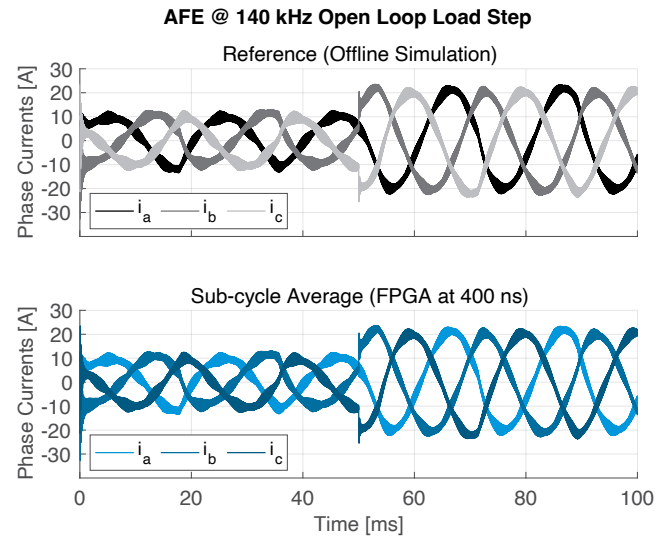 AFE @ 140 kHz Open Loop Load Step
Reference (Offline Simulation)
Phase Currents [A]
30
20
10
0
-10
-20
-30
i_a i_b i_c
Sub-cycle Average (FPGA at 400 ns)
Phase Currents [A]
30
20
10
0
-10
-20
-30
i_a i_b i_c
0 20 40 60 80 100
Time [ms]